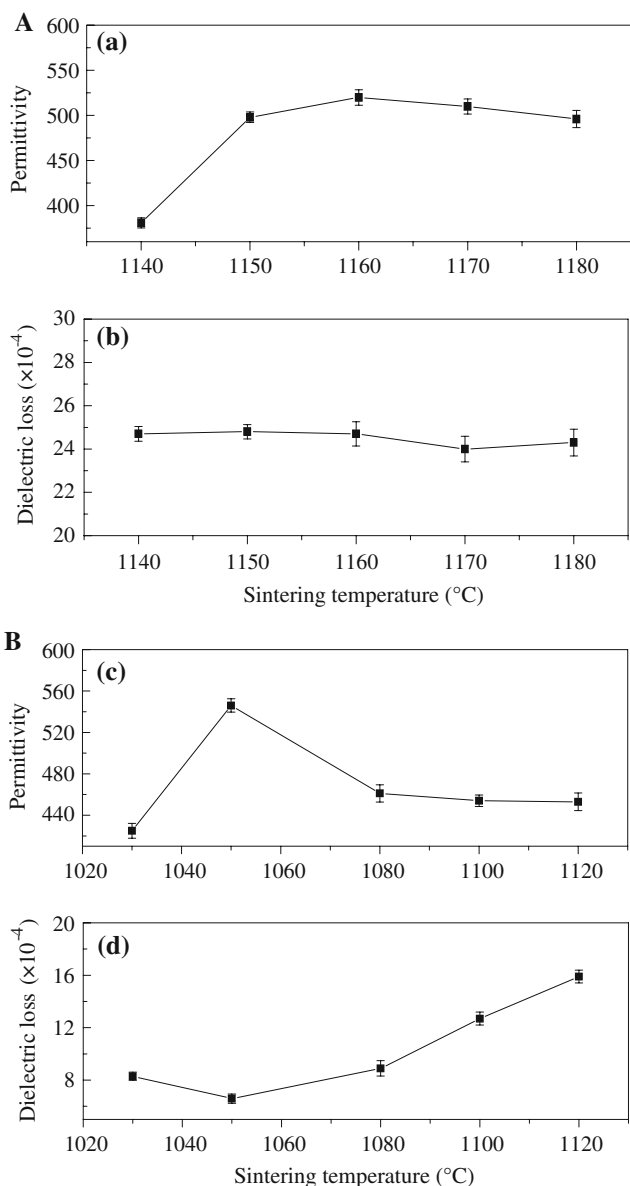 A
(a)
Permittivity
600
550
500
450
400
1140 1150 1160 1170 1180
(b)
Dielectric loss (×10-4)
30
28
26
24
22
20
1140 1150 1160 1170 1180
Sintering temperature (°C)
B
(c)
Permittivity
600
560
520
480
440
1020 1040 1060 1080 1100 1120
(d)
Dielectric loss (×10-4)
20
16
12
8
1020 1040 1060 1080 1100 1120
Sintering temperature (°C)